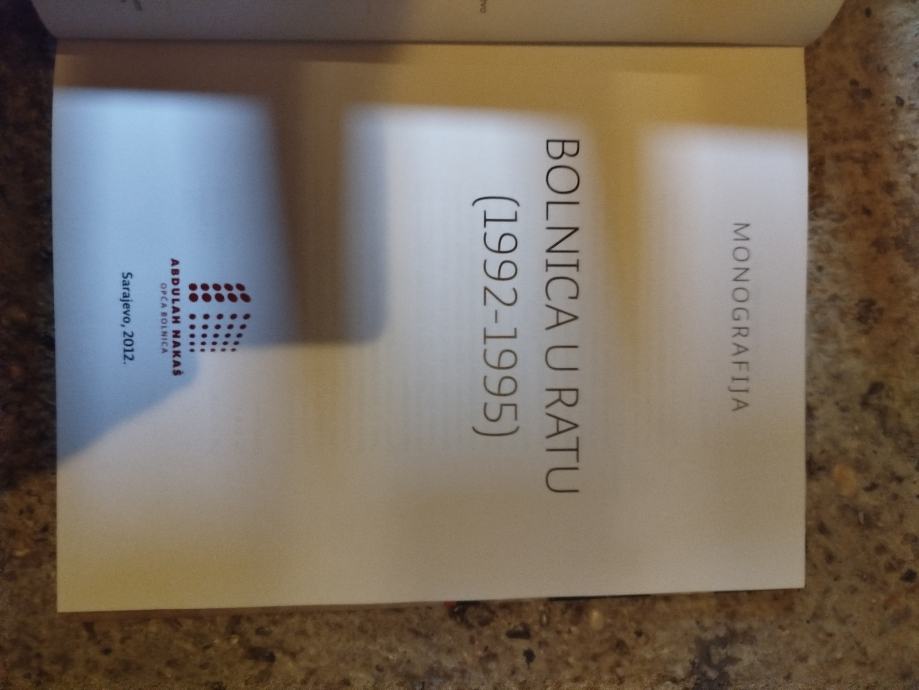 MONOGRAFIJA
BOLNICA U RATU
(1992-1995)
ABDULAH NAKAŠ
OPĆA BOLNICA
Sarajevo, 2012.